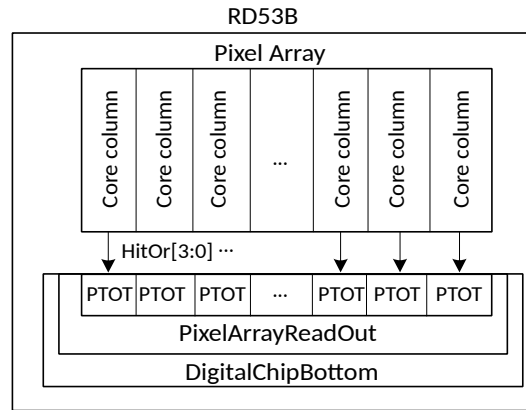 RD53B
Pixel Array
Core column Core column Core column ... Core column Core column Core column
HitOr[3:0] ...
PTOT PTOT PTOT ... PTOT PTOT PTOT
PixelArrayReadOut
DigitalChipBottom